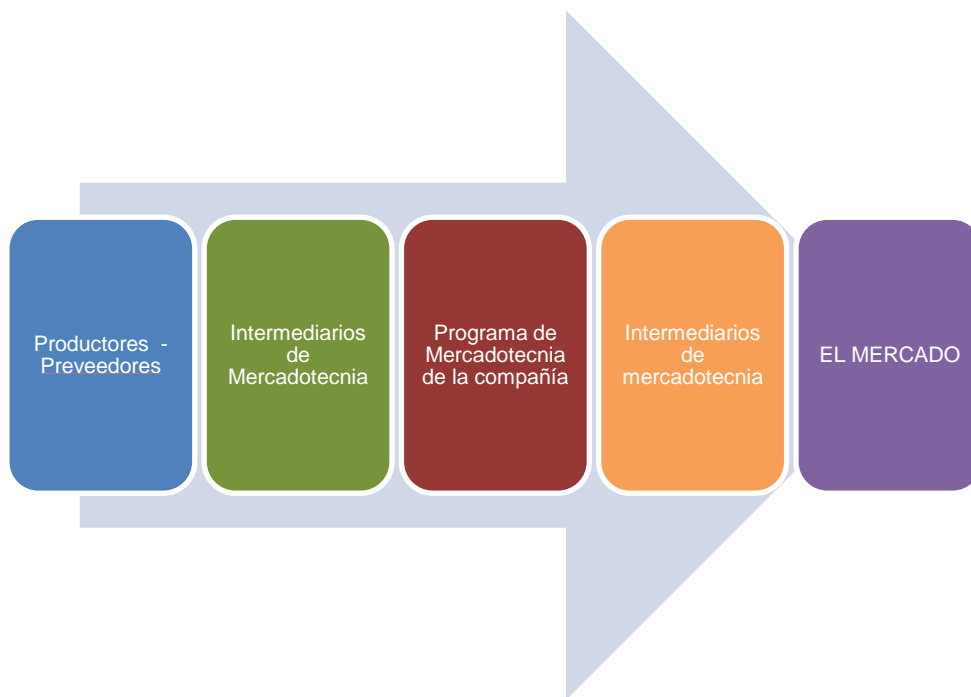 Productores -
Preveedores
Intermediarios
de
Mercadotecnia
Programa de
Mercadotecnia
de la compañía
Intermediarios
de
mercadotecnia
EL MERCADO